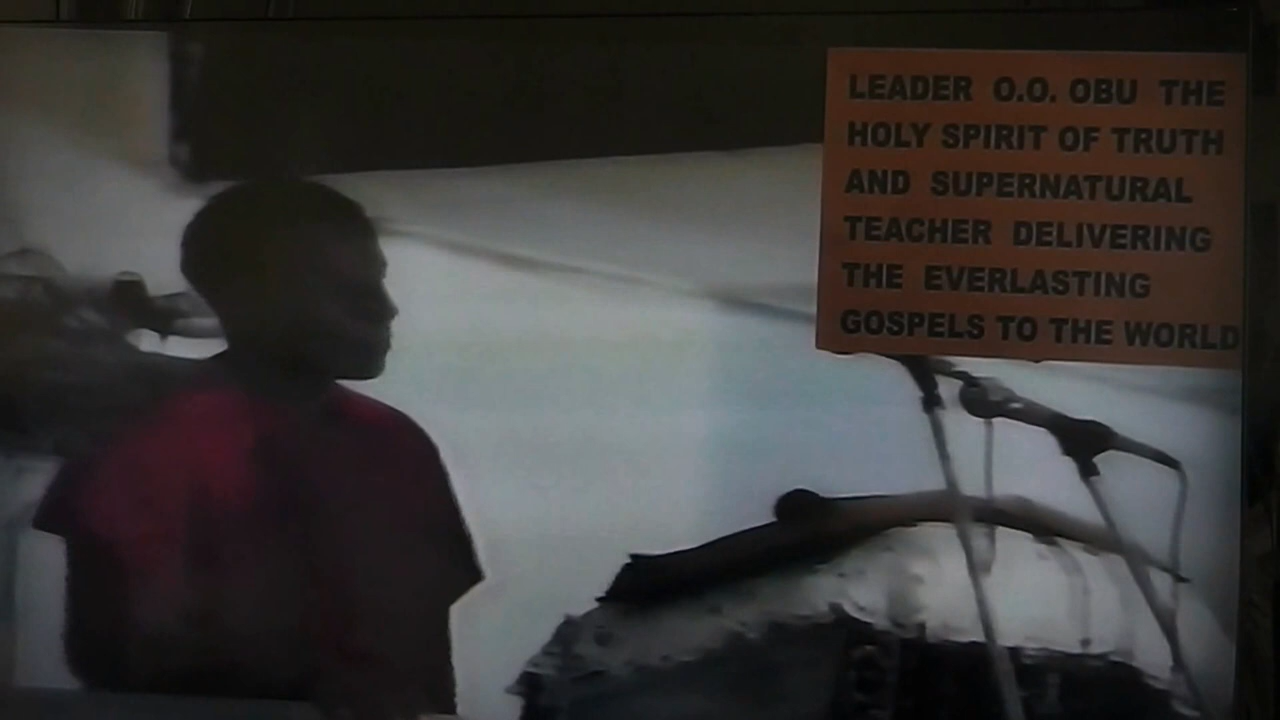 LEADER O.O. OBU THE
HOLY SPIRIT OF TRUTH
AND SUPERNATURAL
TEACHER DELIVERING
THE EVERLASTING
GOSPELS TO THE WORLD